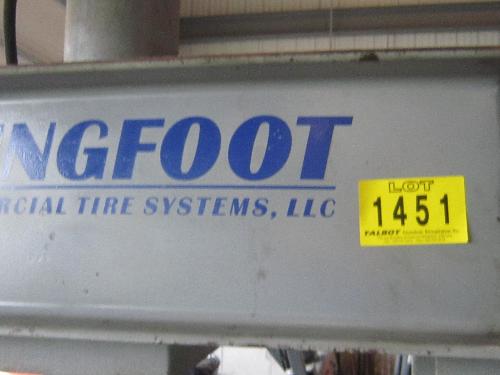 NGFOOT
RCIAL TIRE SYSTEMS, LLC
LOT
1451
TALBOT